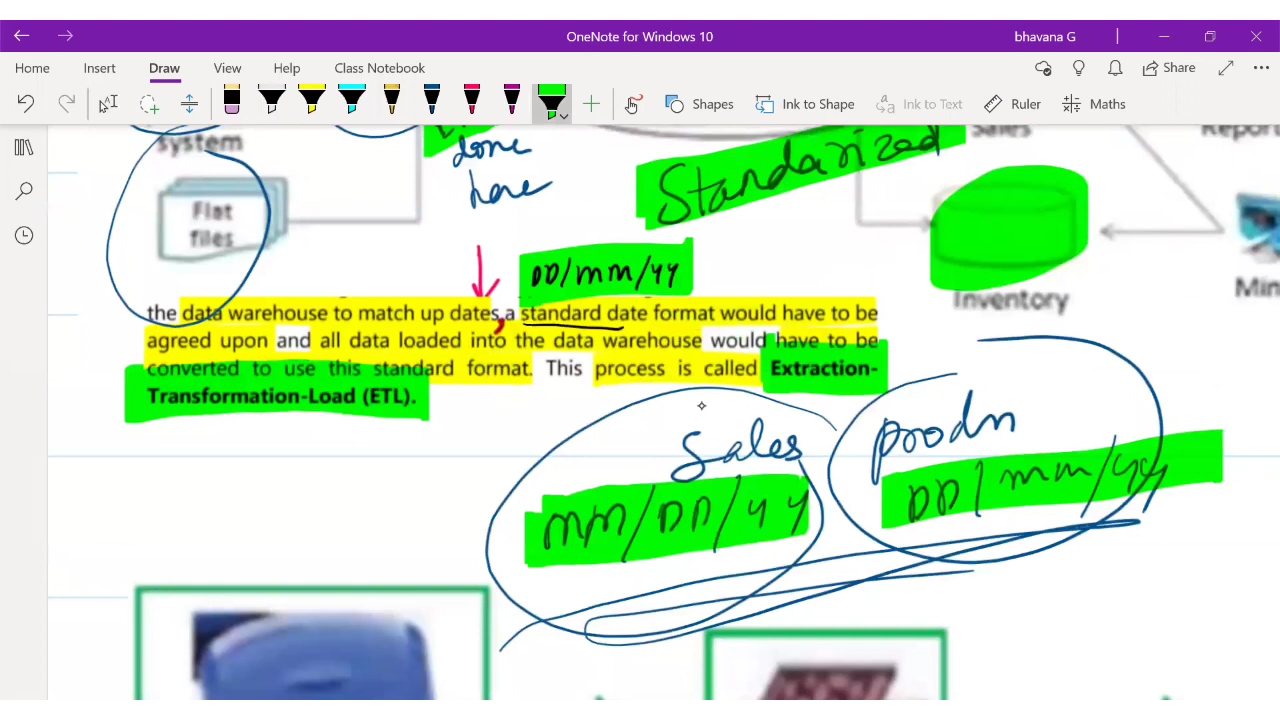 OneNote for Windows 10
bhavana G
Home Insert Draw View Help Class Notebook
Share
Shapes
Ink to Shape
Ink to Text
Ruler
Maths
system
done
here
Standarized
Sales
Flat
files
DD/MM/YY
Inventory
the data warehouse to match up dates, a standard date format would have to be
agreed upon and all data loaded into the data warehouse would have to be
converted to use this standard format. This process is called Extraction-
Transformation-Load (ETL).
Sales
prodn
MM/DD/YY
DD/MM/YY